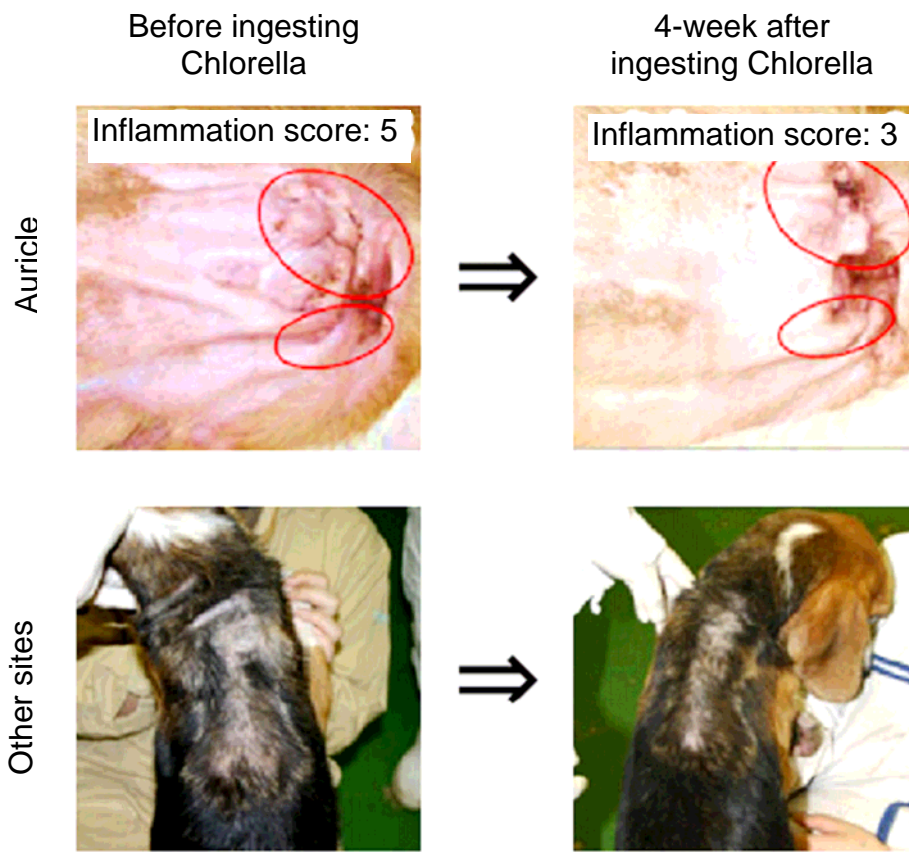 Before ingesting
Chlorella
4-week after
ingesting Chlorella
Auricle
Inflammation score: 5
Inflammation score: 3
Other sites